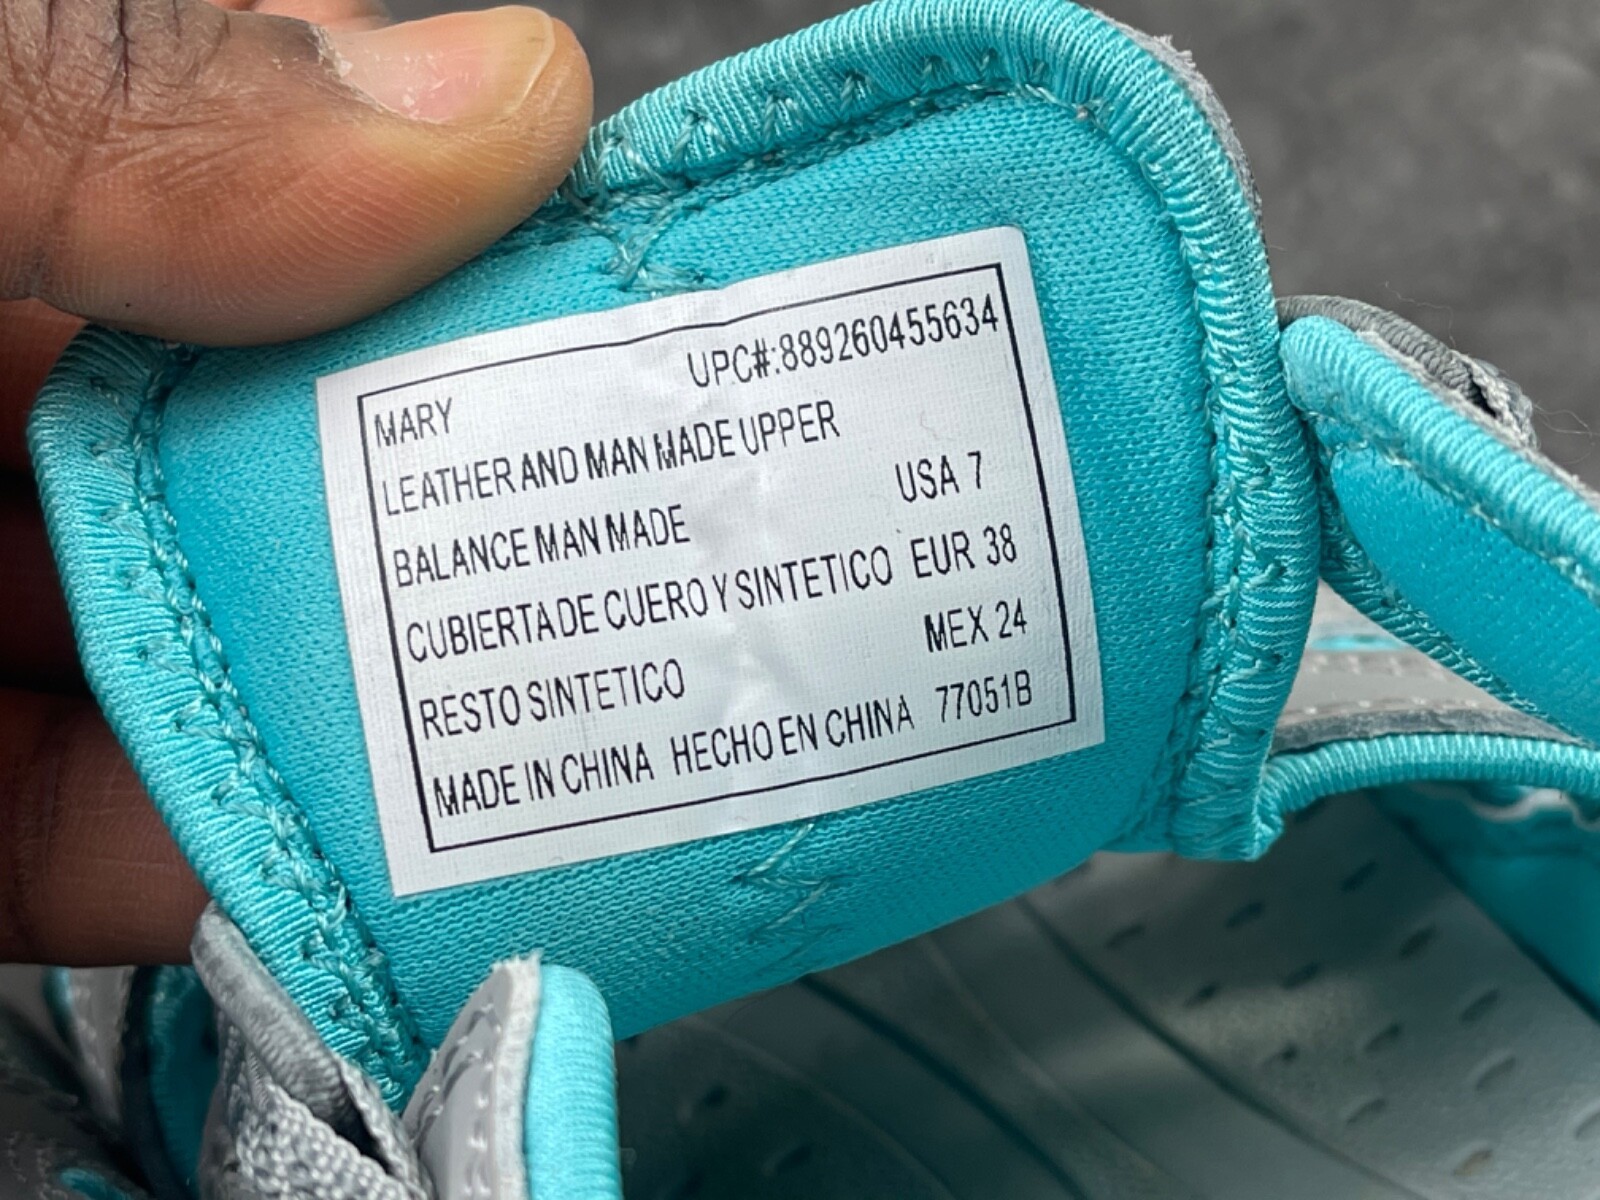 UPC#:889260455634
MARY
LEATHER AND MAN MADE UPPER
BALANCE MAN MADE USA 7
CUBIERTA DE CUERO Y SINTETICO EUR 38
RESTO SINTETICO MEX 24
MADE IN CHINA HECHO EN CHINA 77051B